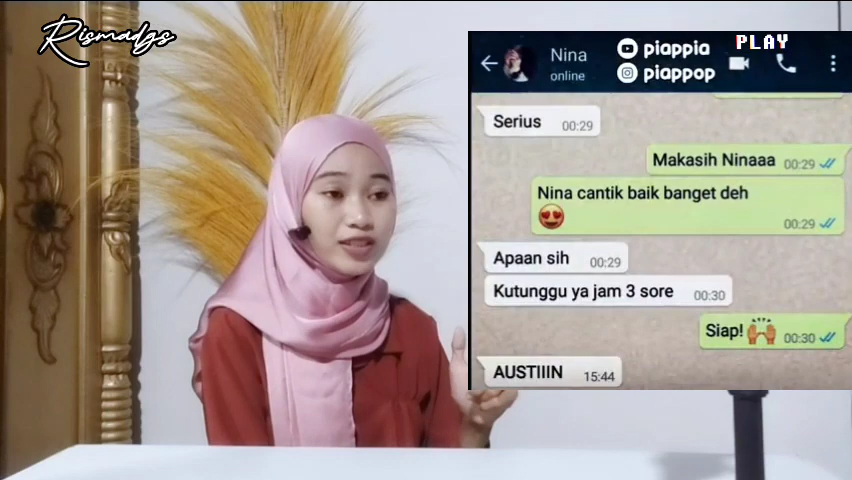 Rismadgs
PLAY
Nina
online
piappia
piappop
Serius 00:29
Makasih Ninaaa 00:29
Nina cantik baik banget deh
😍 00:29
Apaan sih 00:29
Kutunggu ya jam 3 sore 00:30
Siap! 🙌 00:30
AUSTIIIN 15:44